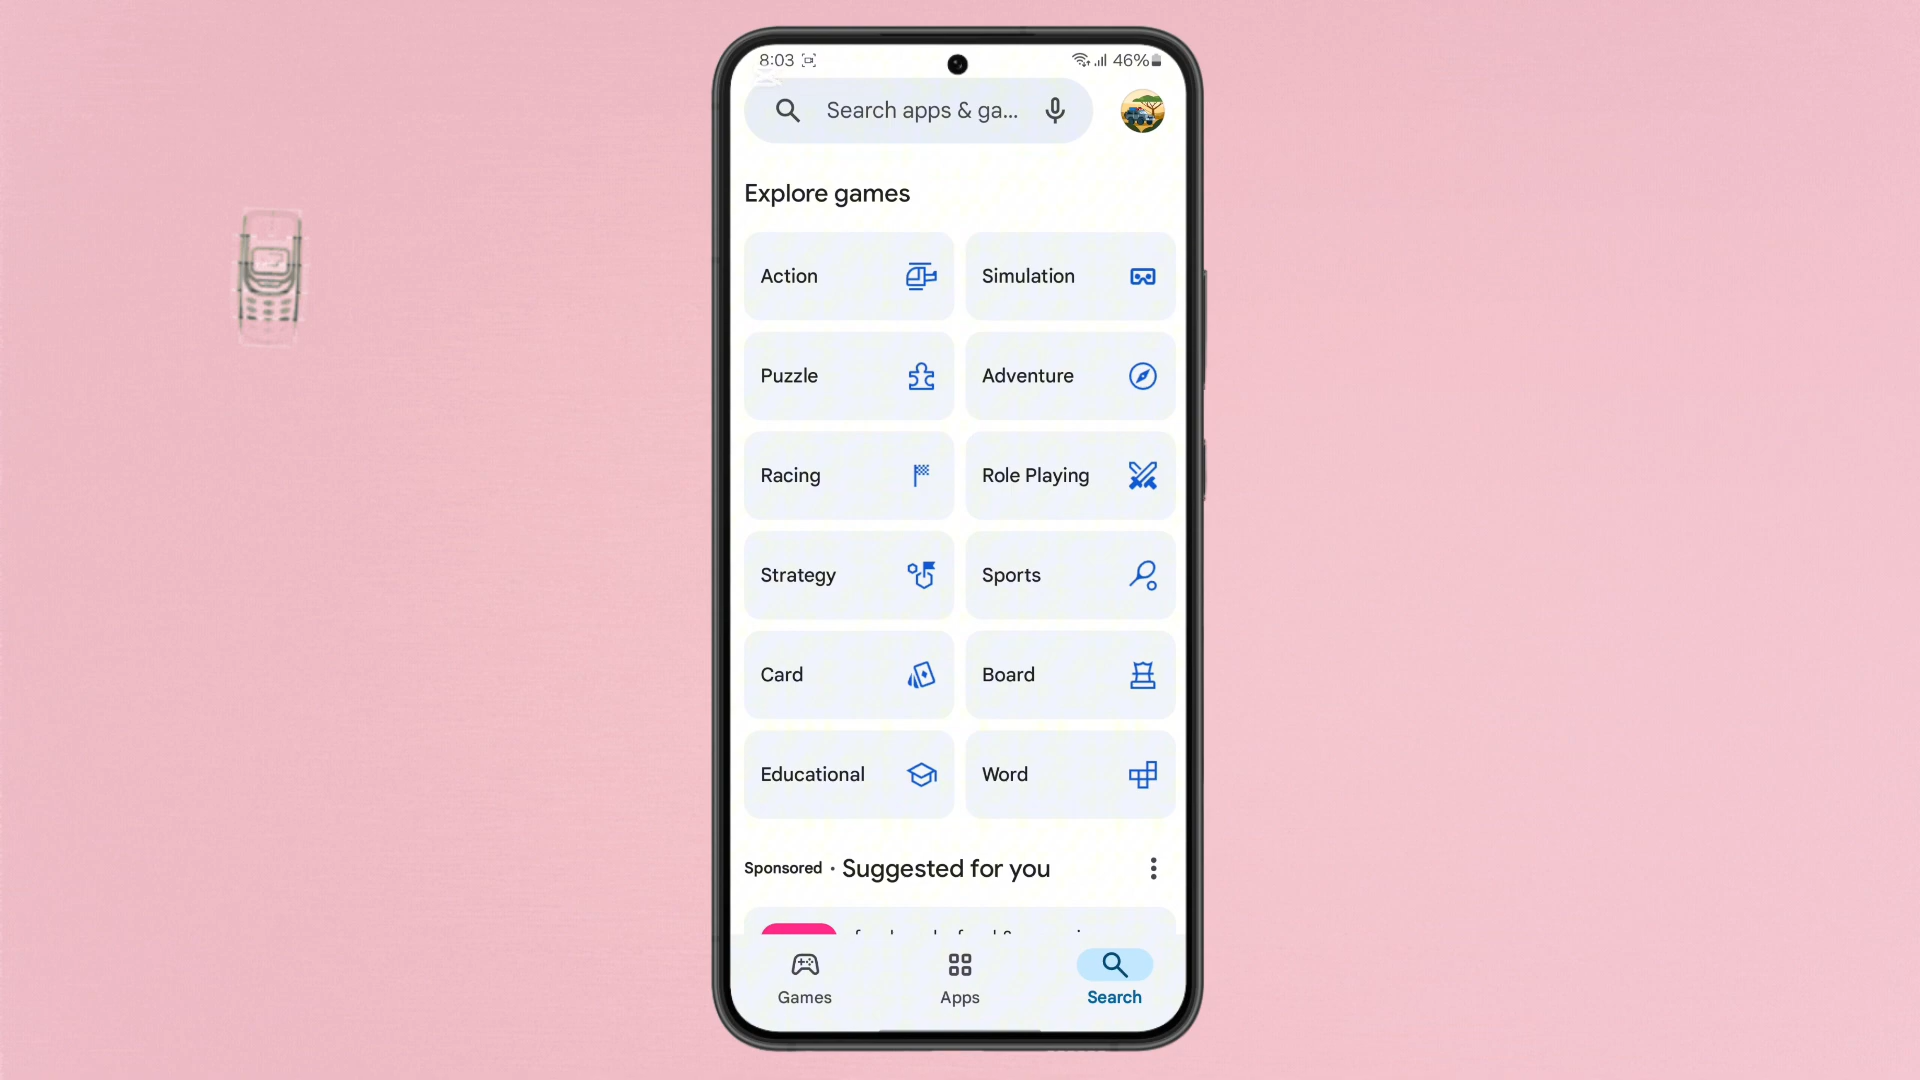 8:03 46%
Search apps & ga...
Explore games
Action Simulation
Puzzle Adventure
Racing Role Playing
Strategy Sports
Card Board
Educational Word
Sponsored · Suggested for you
Games Apps Search